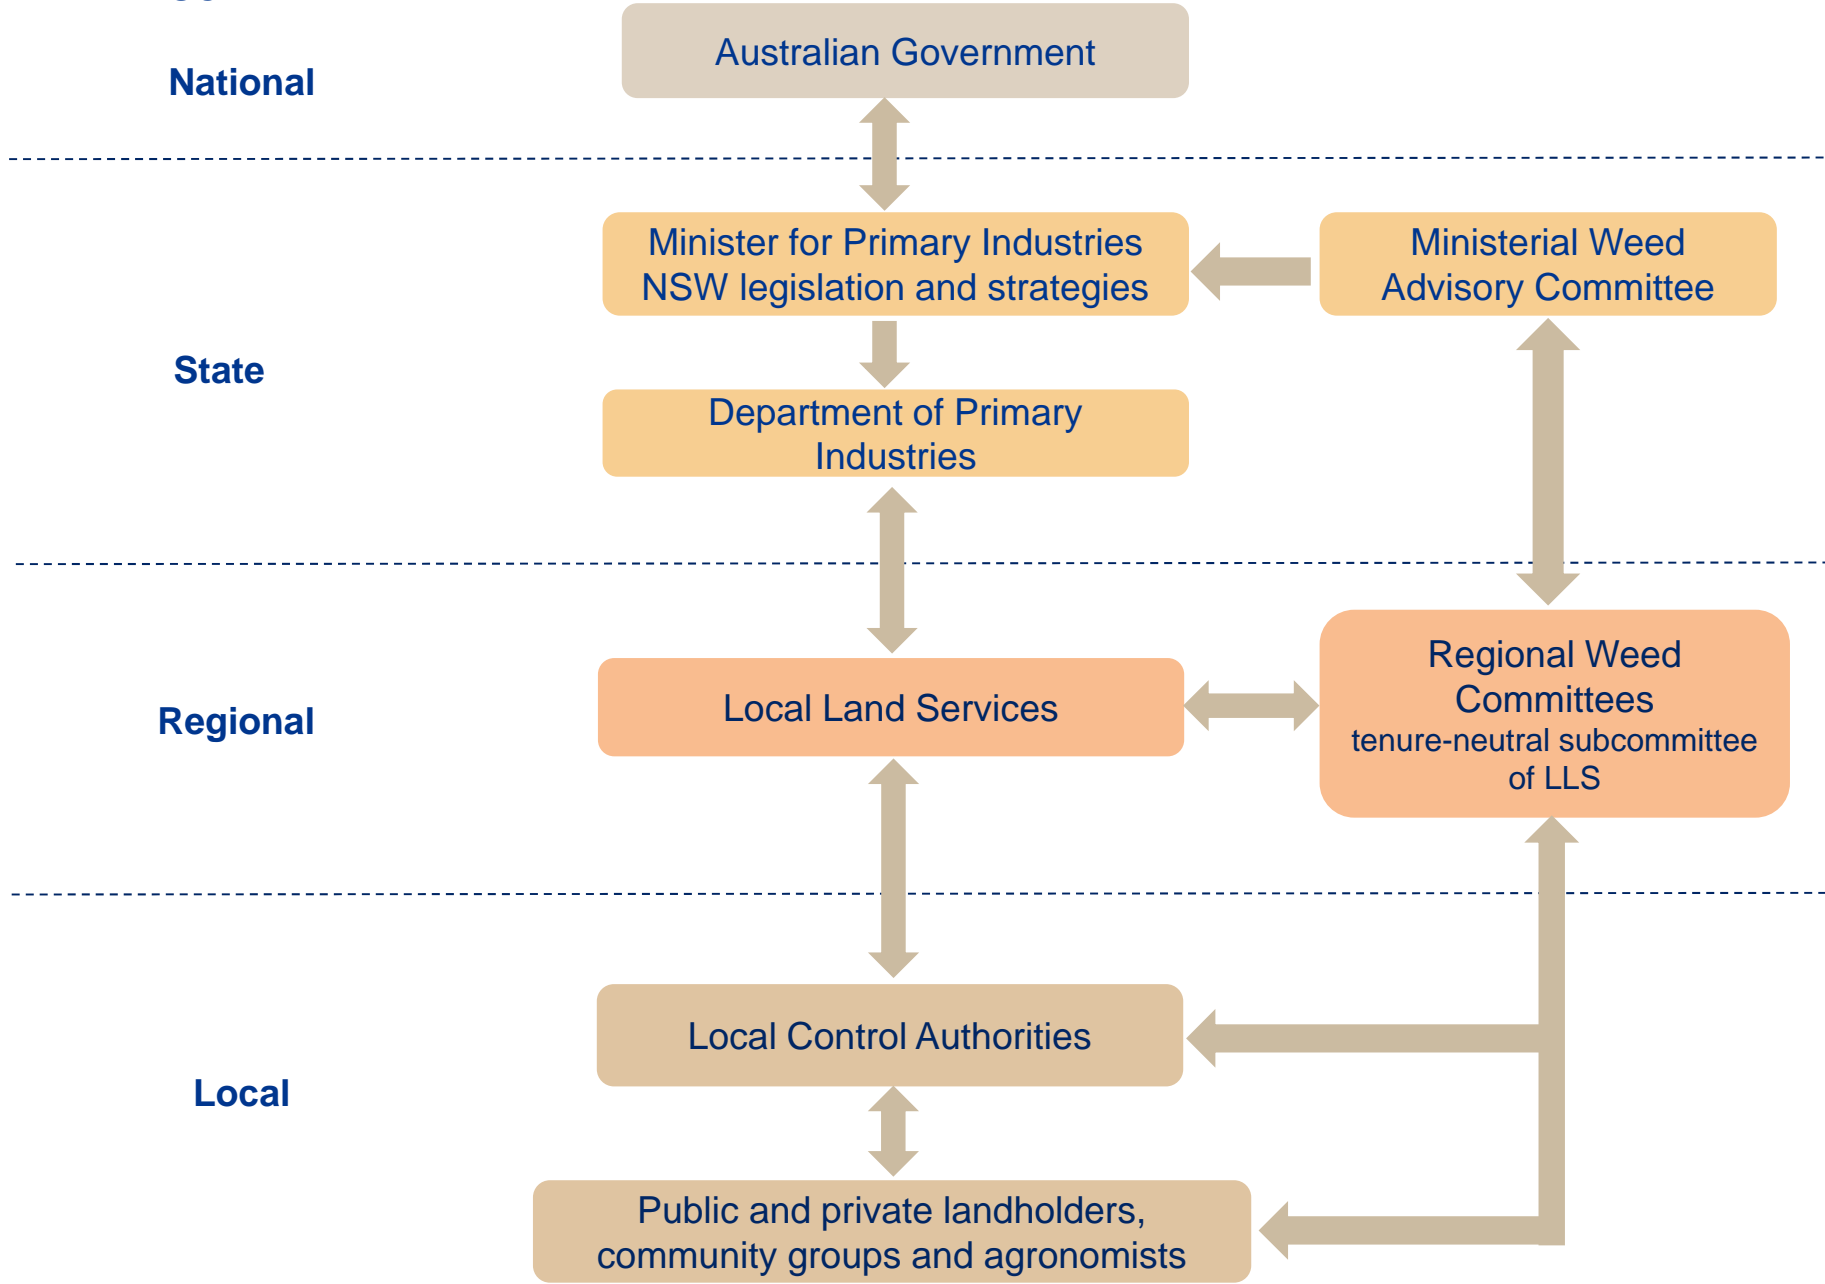 Australian Government
National
Minister for Primary Industries
NSW legislation and strategies
Ministerial Weed
Advisory Committee
State
Department of Primary
Industries
Regional Weed
Committees
tenure-neutral subcommittee
of LLS
Regional
Local Land Services
Local Control Authorities
Local
Public and private landholders,
community groups and agronomists